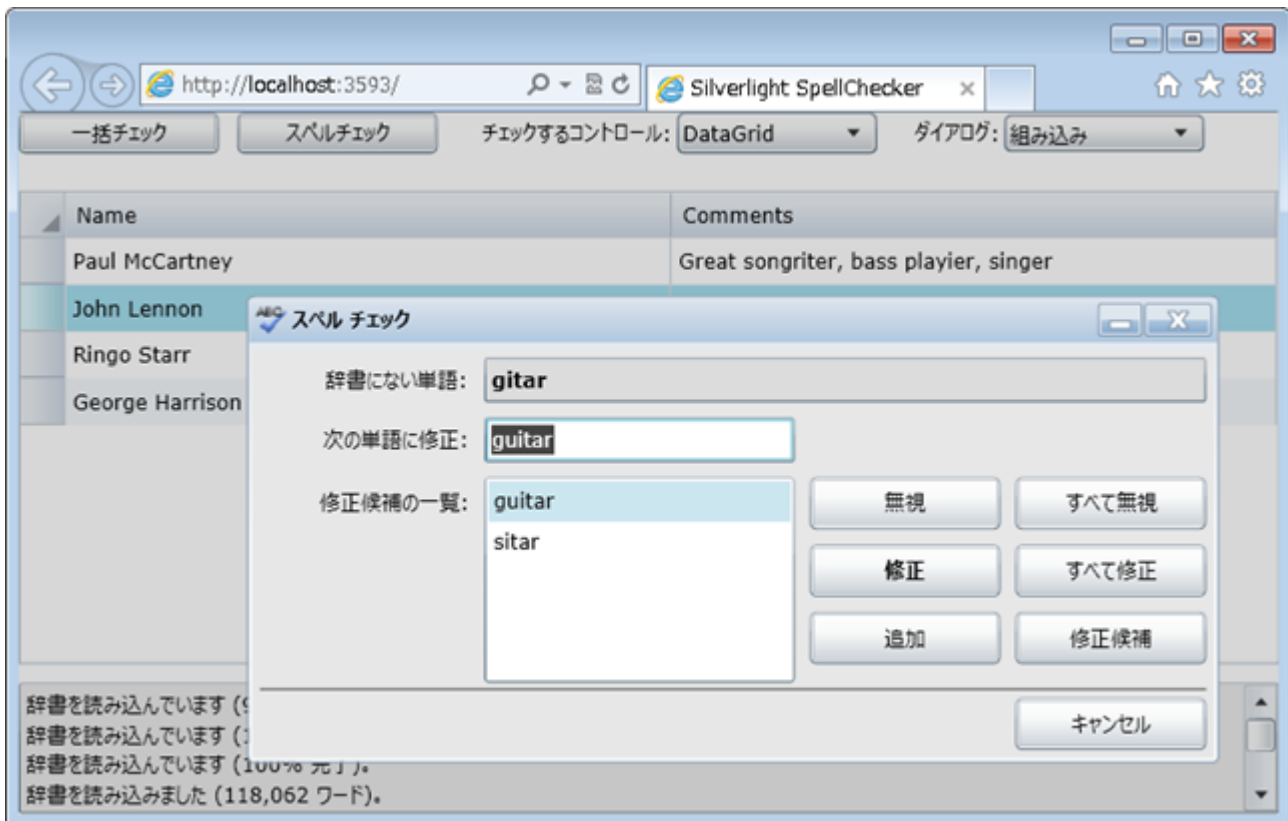 http://localhost:3593/
Silverlight SpellChecker
一括チェック スペルチェック チェックするコントロール: DataGrid ダイアログ: 組み込み
Name Comments
Paul McCartney Great songriter, bass playier, singer
John Lennon
Ringo Starr
George Harrison
ABC スペル チェック
辞書にない単語: gitar
次の単語に修正: guitar
修正候補の一覧: guitar
sitar
無視 すべて無視
修正 すべて修正
追加 修正候補
キャンセル
辞書を読み込んでいます (
辞書を読み込んでいます (
辞書を読み込んでいます (100% 完了)。
辞書を読み込みました (118,062 ワード)。